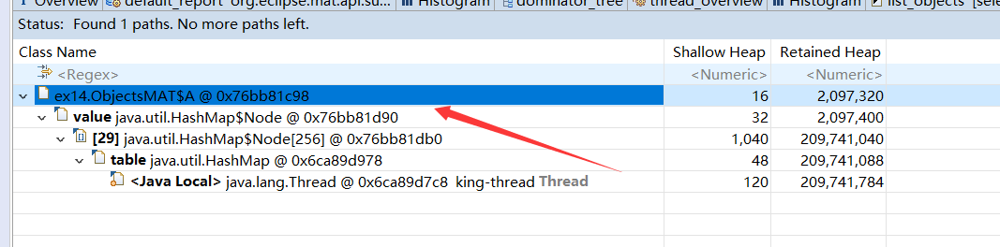 Overview default_report org.eclipse.mat.api:su... Histogram dominator_tree thread_overview Histogram list_objects [sele
Status: Found 1 paths. No more paths left.
Class Name Shallow Heap Retained Heap
<Regex> <Numeric> <Numeric>
ex14.ObjectsMAT$A @ 0x76bb81c98 16 2,097,320
value java.util.HashMap$Node @ 0x76bb81d90 32 2,097,400
[29] java.util.HashMap$Node[256] @ 0x76bb81db0 1,040 209,741,040
table java.util.HashMap @ 0x6ca89d978 48 209,741,088
<Java Local> java.lang.Thread @ 0x6ca89d7c8 king-thread Thread 120 209,741,784